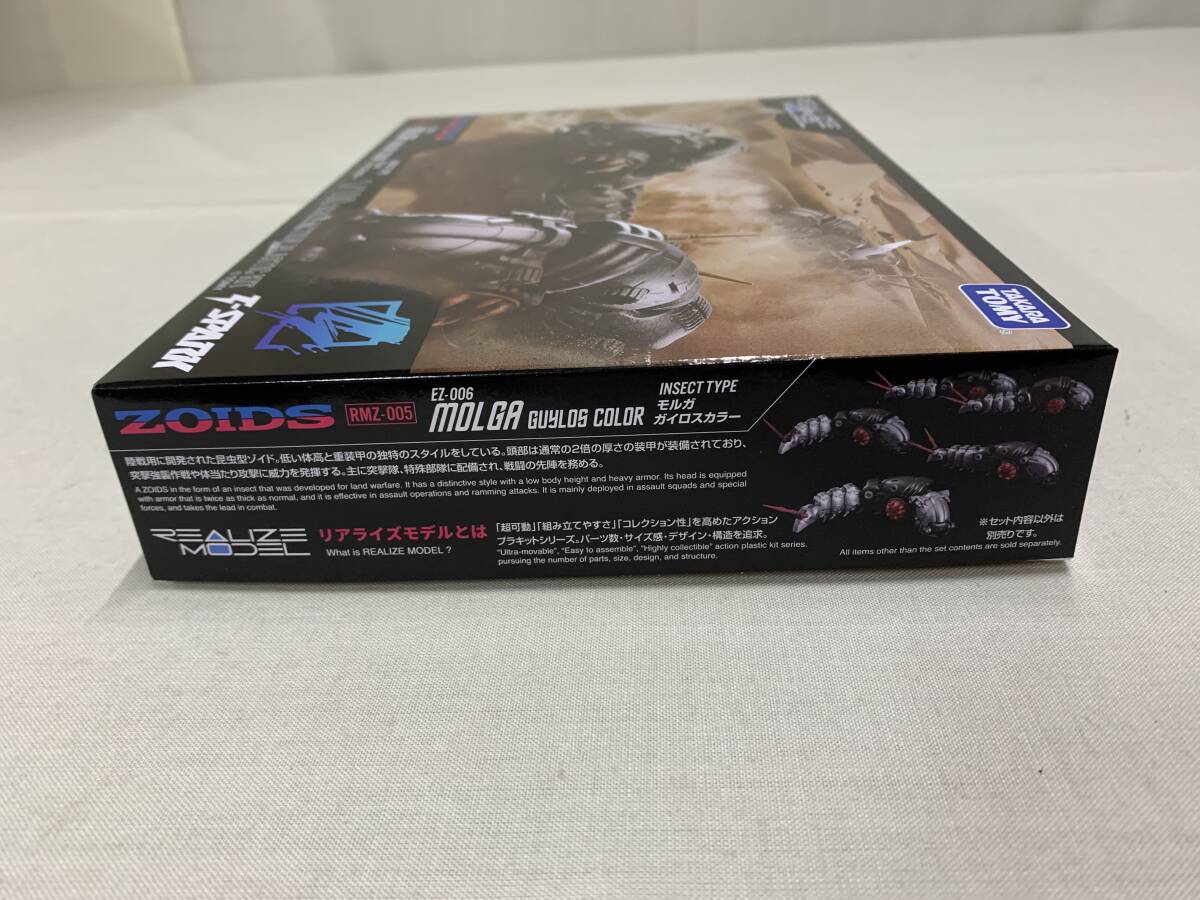 T-SPARK
TAKARA
TOMY
ZOIDS
RMZ-005
EZ-006
MOLGA GUYLOS COLOR
INSECT TYPE
モルガ
ガイロスカラー
陸戦用に開発された昆虫型ゾイド。低い体高と重装甲の独特のスタイルをしている。頭部は通常の2倍の厚さの装甲が装備されており、
突撃強襲作戦や体当たり攻撃に威力を発揮する。主に突撃隊、特殊部隊に配備され、戦闘の先陣を務める。
A ZOIDS in the form of an insect that was developed for land warfare. It has a distinctive style with a low body height and heavy armor. Its head is equipped
with armor that is twice as thick as normal, and it is effective in assault operations and ramming attacks. It is mainly deployed in assault squads and special
forces, and takes the lead in combat.
REALIZE
MODEL
リアライズモデルとは
What is REALIZE MODEL ?
「超可動」「組み立てやすさ」「コレクション性」を高めたアクション
プラキットシリーズ。パーツ数・サイズ感・デザイン・構造を追求。
"Ultra-movable", "Easy to assemble", "Highly collectible" action plastic kit series.
pursuing the number of parts, size, design, and structure.
※セット内容以外は
別売りです。
All items other than the set contents are sold separately.